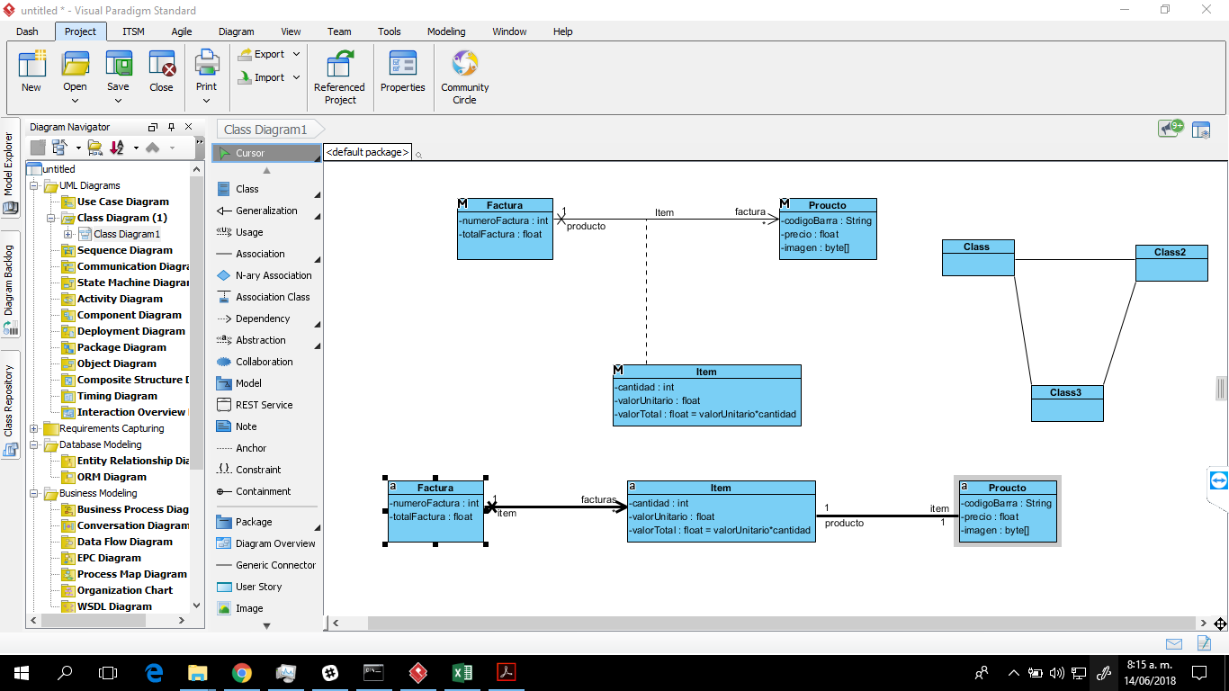 untitled * - Visual Paradigm Standard
Dash Project ITSM Agile Diagram View Team Tools Modeling Window Help
New Open Save Close Print Export Import Referenced Project Properties Community Circle
Model Explorer
Diagram Backlog
Class Repository
Diagram Navigator
untitled
UML Diagrams
Use Case Diagram
Class Diagram (1)
Class Diagram1
Sequence Diagram
Communication Diagra
State Machine Diagrar
Activity Diagram
Component Diagram
Deployment Diagram
Package Diagram
Object Diagram
Composite Structure D
Timing Diagram
Interaction Overview
Requirements Capturing
Database Modeling
Entity Relationship Dia
ORM Diagram
Business Modeling
Business Process Diag
Conversation Diagram
Data Flow Diagram
EPC Diagram
Process Map Diagram
Organization Chart
WSDL Diagram
Class Diagram1
Cursor
Class
Generalization
Usage
Association
N-ary Association
Association Class
Dependency
Abstraction
Collaboration
Model
REST Service
Note
Anchor
Constraint
Containment
Package
Diagram Overview
Generic Connector
User Story
Image
<default package>
9+
M
Factura
-numeroFactura : int
-totalFactura : float
1
producto
Item
factura
*
M
Proucto
-codigoBarra : String
-precio : float
-imagen : byte[]
Class
Class2
Class3
M
Item
-cantidad : int
-valorUnitario : float
-valorTotal : float = valorUnitario*cantidad
a
Factura
-numeroFactura : int
-totalFactura : float
1
item
facturas
*
a
Item
-cantidad : int
-valorUnitario : float
-valorTotal : float = valorUnitario*cantidad
1
producto
item
1
a
Proucto
-codigoBarra : String
-precio : float
-imagen : byte[]
8:15 a. m.
14/06/2018